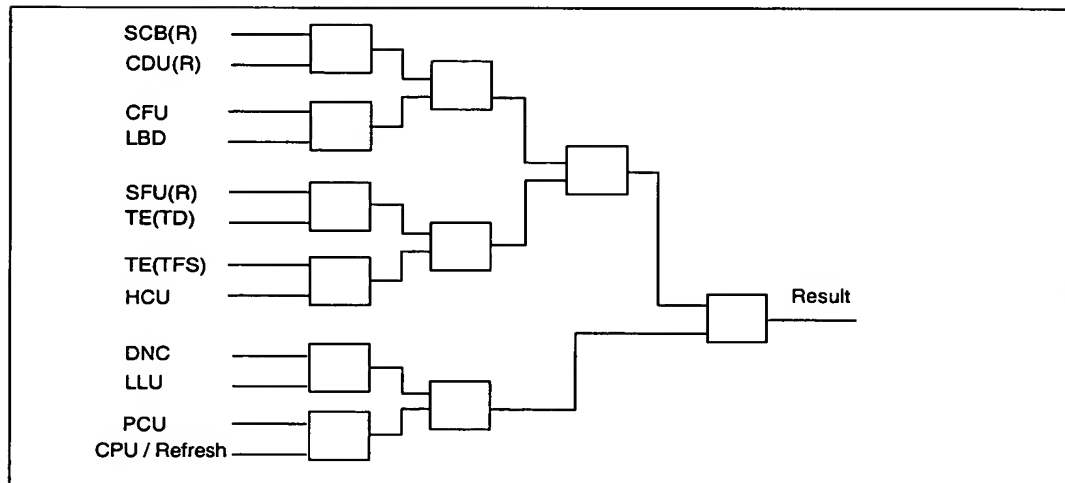 SCB(R)
CDU(R)
CFU
LBD
SFU(R)
TE(TD)
TE(TFS)
HCU
Result
DNC
LLU
PCU
CPU / Refresh